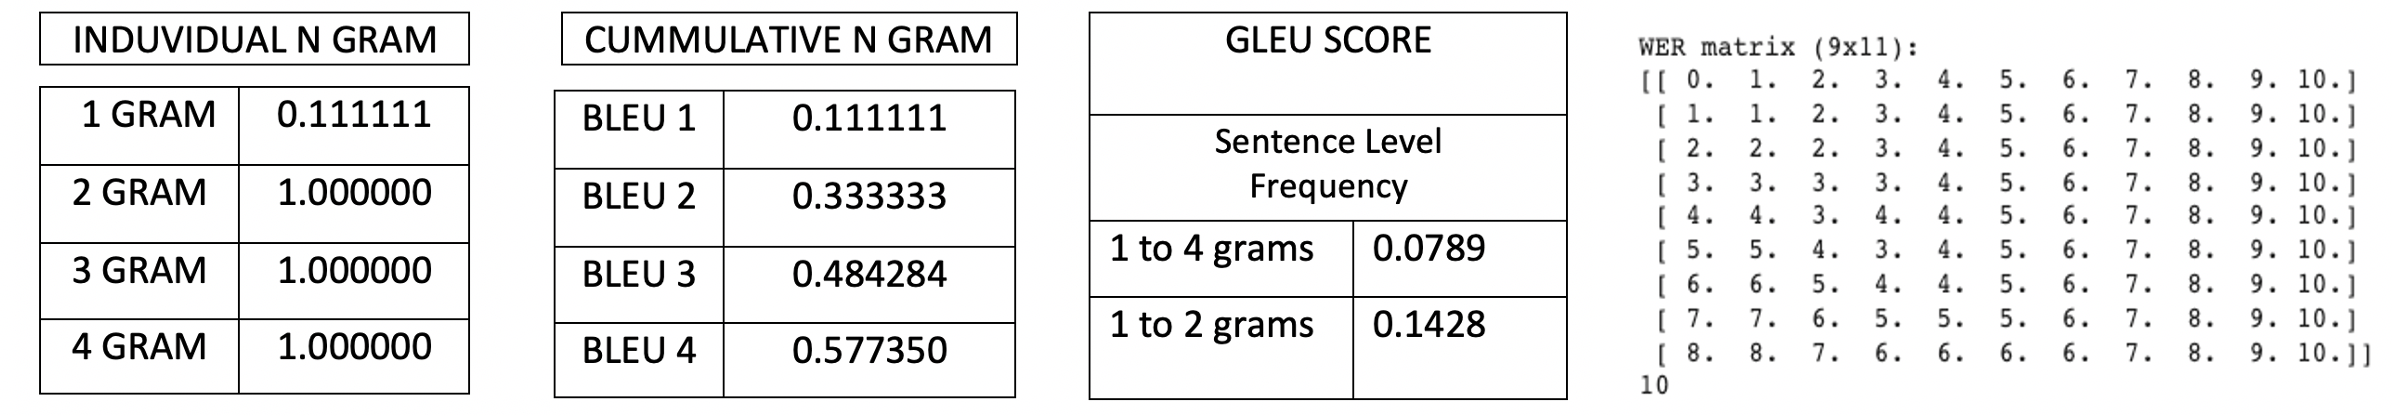 INDUVIDUAL N GRAM
1 GRAM 0.111111
2 GRAM 1.000000
3 GRAM 1.000000
4 GRAM 1.000000
CUMMULATIVE N GRAM
BLEU 1 0.111111
BLEU 2 0.333333
BLEU 3 0.484284
BLEU 4 0.577350
GLEU SCORE
Sentence Level
Frequency
1 to 4 grams 0.0789
1 to 2 grams 0.1428
WER matrix (9x11):
[[ 0. 1. 2. 3. 4. 5. 6. 7. 8. 9. 10.]
[ 1. 1. 2. 3. 4. 5. 6. 7. 8. 9. 10.]
[ 2. 2. 2. 3. 4. 5. 6. 7. 8. 9. 10.]
[ 3. 3. 3. 3. 4. 5. 6. 7. 8. 9. 10.]
[ 4. 4. 3. 4. 4. 5. 6. 7. 8. 9. 10.]
[ 5. 5. 4. 3. 4. 5. 6. 7. 8. 9. 10.]
[ 6. 6. 5. 4. 4. 5. 6. 7. 8. 9. 10.]
[ 7. 7. 6. 5. 5. 5. 6. 7. 8. 9. 10.]
[ 8. 8. 7. 6. 6. 6. 6. 7. 8. 9. 10.]]
10